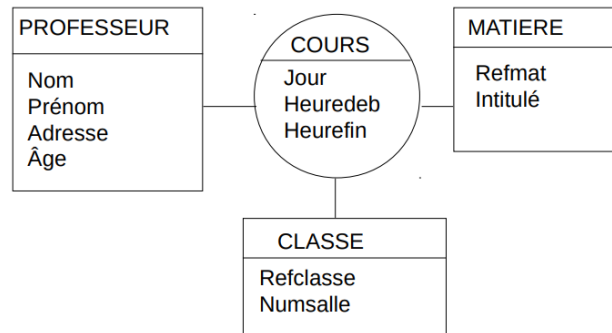 PROFESSEUR
Nom
Prénom
Adresse
Âge
COURS
Jour
Heuredeb
Heurefin
MATIERE
Refmat
Intitulé
CLASSE
Refclasse
Numsalle